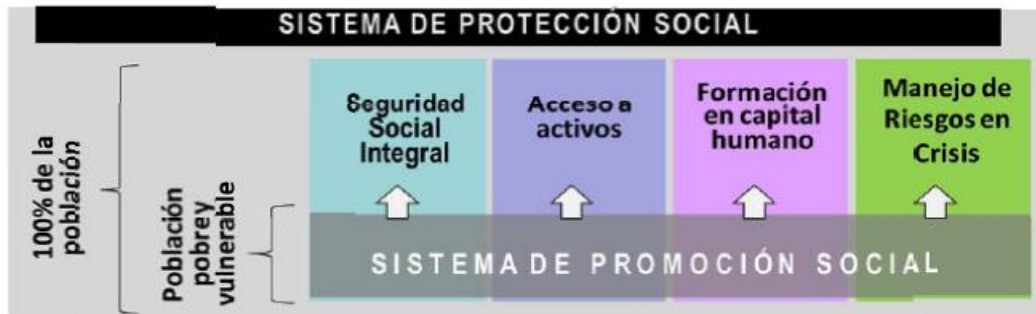 SISTEMA DE PROTECCIÓN SOCIAL
100% de la
población
Población
pobre y
vulnerable
Seguridad
Social
Integral
Acceso a
activos
Formación
en capital
humano
Manejo de
Riesgos en
Crisis
SISTEMA DE PROMOCIÓN SOCIAL